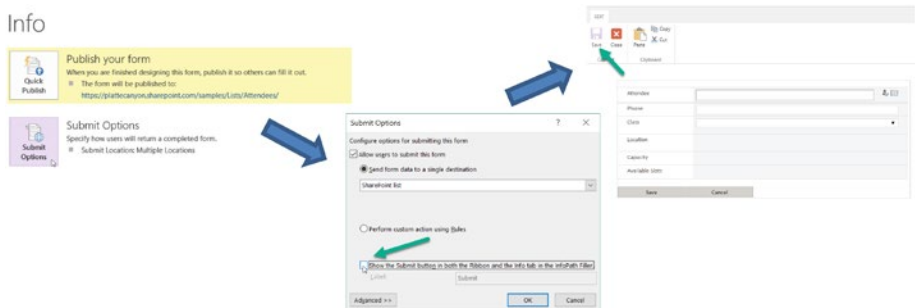 Info
Quick
Publish
Publish your form
When you are finished designing this form, publish it so others can fill it out.
The form will be published to:
https://plattecanyon.sharepoint.com/samples/Lists/Attendees/
Submit
Options
Submit Options
Specify how users will return a completed form.
Submit Location: Multiple Locations
Submit Options
Configure options for submitting this form
Allow users to submit this form
Send form data to a single destination
SharePoint list
Perform custom action using Rules
Show the Submit button in both the Ribbon and the Info tab in the InfoPath Filler
Label:
Submit
Advanced >>
OK
Cancel
EDIT
Save
Close
Paste
Copy
Cut
Clipboard
Attendee
Phone
Class
Location
Capacity
Available Slots
Save
Cancel